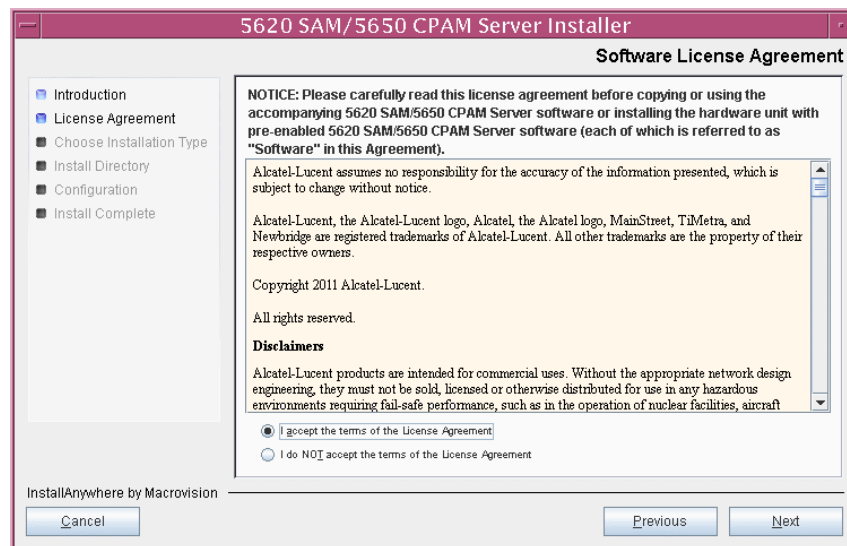 5620 SAM/5650 CPAM Server Installer
Software License Agreement
Introduction
License Agreement
Choose Installation Type
Install Directory
Configuration
Install Complete
NOTICE: Please carefully read this license agreement before copying or using the
accompanying 5620 SAM/5650 CPAM Server software or installing the hardware unit with
pre-enabled 5620 SAM/5650 CPAM Server software (each of which is referred to as
"Software" in this Agreement).
Alcatel-Lucent assumes no responsibility for the accuracy of the information presented, which is
subject to change without notice.
Alcatel-Lucent, the Alcatel-Lucent logo, Alcatel, the Alcatel logo, MainStreet, TiMetra, and
Newbridge are registered trademarks of Alcatel-Lucent. All other trademarks are the property of their
respective owners.
Copyright 2011 Alcatel-Lucent.
All rights reserved.
Disclaimers
Alcatel-Lucent products are intended for commercial uses. Without the appropriate network design
engineering, they must not be sold, licensed or otherwise distributed for use in any hazardous
environments requiring fail-safe performance, such as in the operation of nuclear facilities, aircraft
I accept the terms of the License Agreement
I do NOT accept the terms of the License Agreement
InstallAnywhere by Macrovision
Cancel
Previous
Next